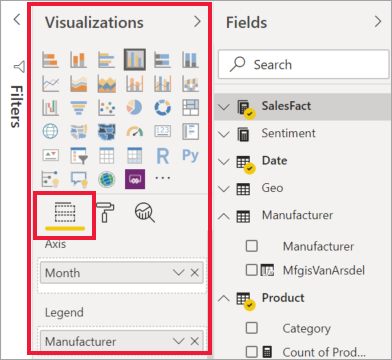 Filters
Visualizations
R
Py
Axis
Month
Legend
Manufacturer
Fields
Search
SalesFact
Sentiment
Date
Geo
Manufacturer
Manufacturer
MfgisVanArsdel
Product
Category
Count of Prod...